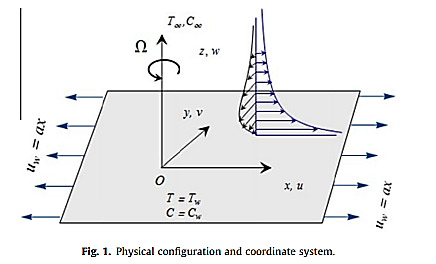 T∞, C∞
Ω
z, w
y, v
u_w = ax
O
x, u
T = T_w
C = C_w
u_w = ax
Fig. 1. Physical configuration and coordinate system.